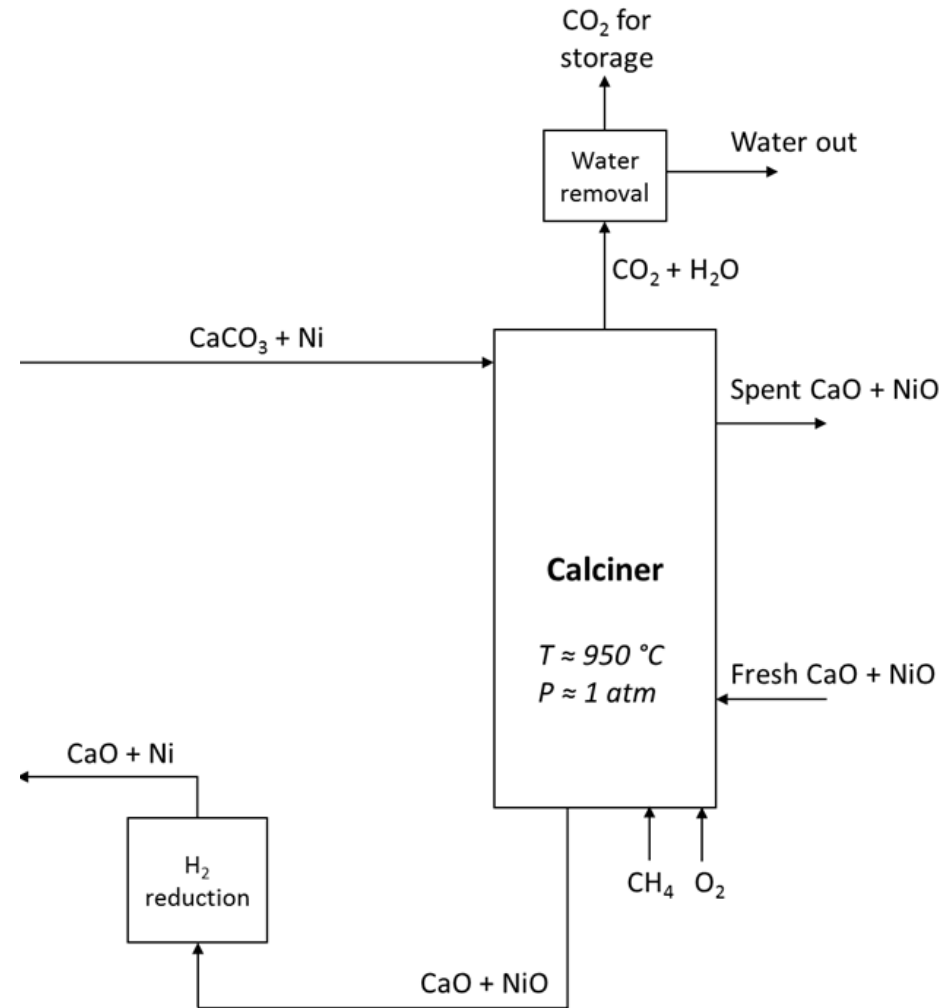 CO₂ for
storage
Water
removal
Water out
CO₂ + H₂O
CaCO₃ + Ni
Spent CaO + NiO
Calciner
T ≈ 950 °C
P ≈ 1 atm
Fresh CaO + NiO
CaO + Ni
H₂
reduction
CH₄ O₂
CaO + NiO